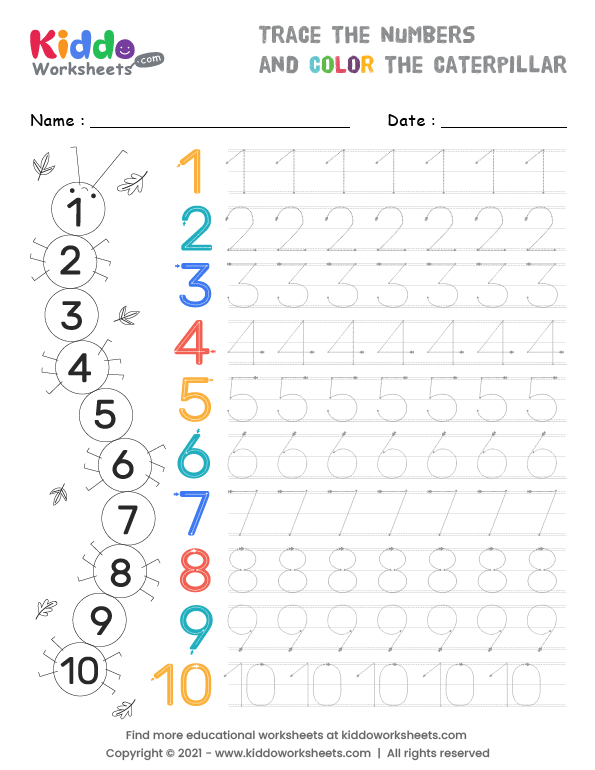 Kiddo
Worksheets .com
TRACE THE NUMBERS
AND COLOR THE CATERPILLAR
Name : Date :
1 1 1 1 1 1 1 1 1
2 2 2 2 2 2 2 2 2
3 3 3 3 3 3 3 3 3
4 4 4 4 4 4 4 4 4
5 5 5 5 5 5 5 5 5
6 6 6 6 6 6 6 6 6
7 7 7 7 7 7 7 7 7
8 8 8 8 8 8 8 8 8
9 9 9 9 9 9 9 9 9
10 10 10 10 10 10 10 10
Find more educational worksheets at kiddoworksheets.com
Copyright © 2021 - www.kiddoworksheets.com | All rights reserved